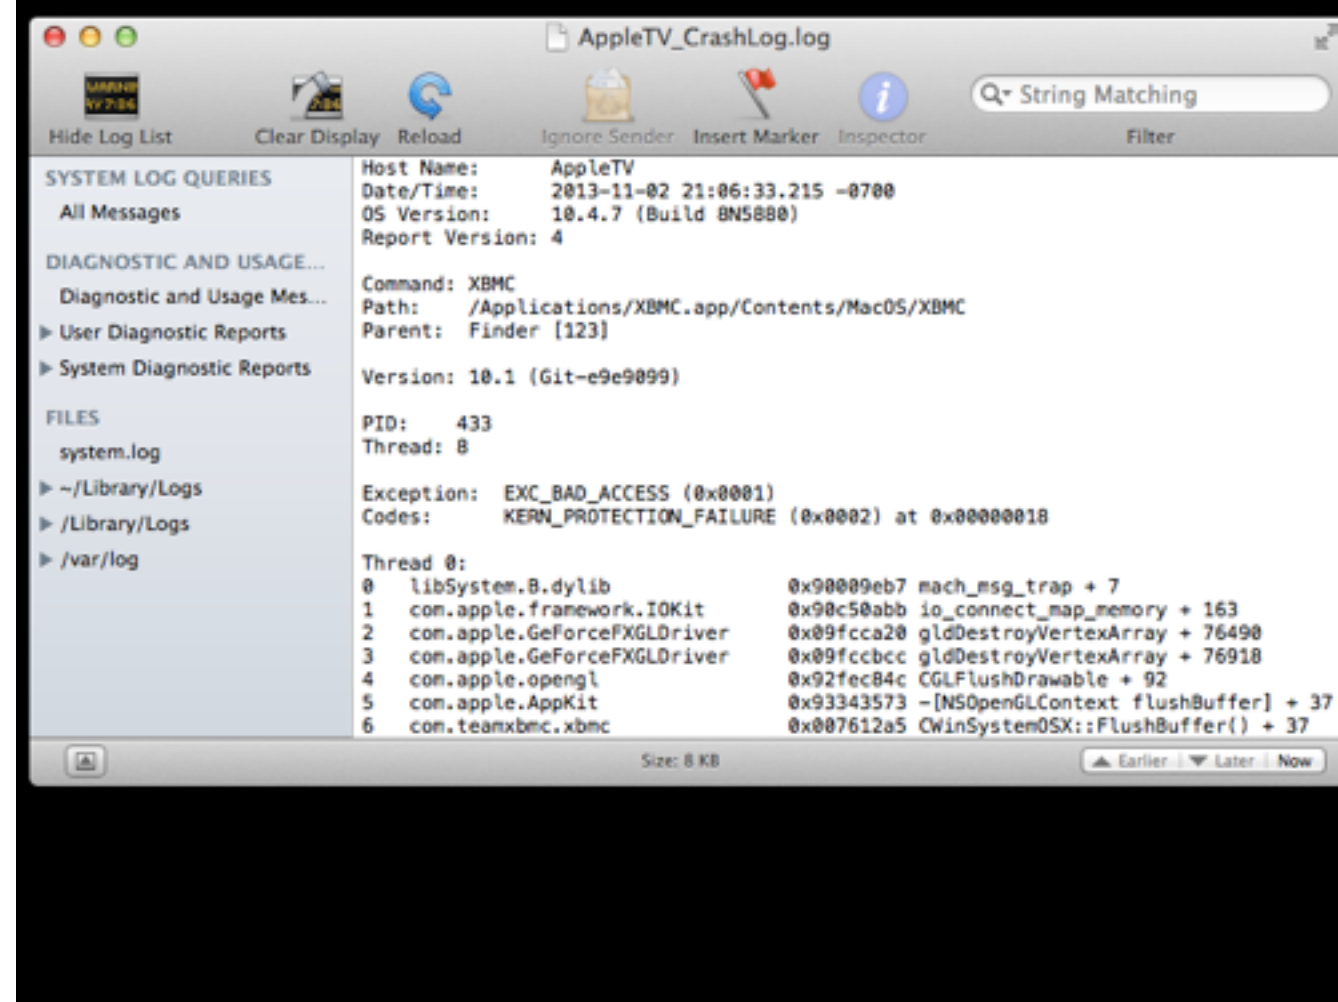 AppleTV_CrashLog.log
Hide Log List
Clear Display
Reload
Ignore Sender
Insert Marker
Inspector
String Matching
Filter
SYSTEM LOG QUERIES
All Messages
DIAGNOSTIC AND USAGE...
Diagnostic and Usage Mes...
User Diagnostic Reports
System Diagnostic Reports
FILES
system.log
~/Library/Logs
/Library/Logs
/var/log
Host Name: AppleTV
Date/Time: 2013-11-02 21:06:33.215 -0700
OS Version: 10.4.7 (Build 8N5880)
Report Version: 4
Command: XBMC
Path: /Applications/XBMC.app/Contents/MacOS/XBMC
Parent: Finder [123]
Version: 10.1 (Git-e9e9099)
PID: 433
Thread: 8
Exception: EXC_BAD_ACCESS (0x0001)
Codes: KERN_PROTECTION_FAILURE (0x0002) at 0x00000018
Thread 0:
0 libSystem.B.dylib 0x90009eb7 mach_msg_trap + 7
1 com.apple.framework.IOKit 0x90c50abb io_connect_map_memory + 163
2 com.apple.GeForceFXGLDriver 0x09fcca20 gldDestroyVertexArray + 76490
3 com.apple.GeForceFXGLDriver 0x09fccbcc gldDestroyVertexArray + 76918
4 com.apple.opengl 0x92fec84c CGLFlushDrawable + 92
5 com.apple.AppKit 0x93343573 -[NSOpenGLContext flushBuffer] + 37
6 com.teamxbmc.xbmc 0x007612a5 CWinSystemOSX::FlushBuffer() + 37
Size: 8 KB
Earlier
Later
Now